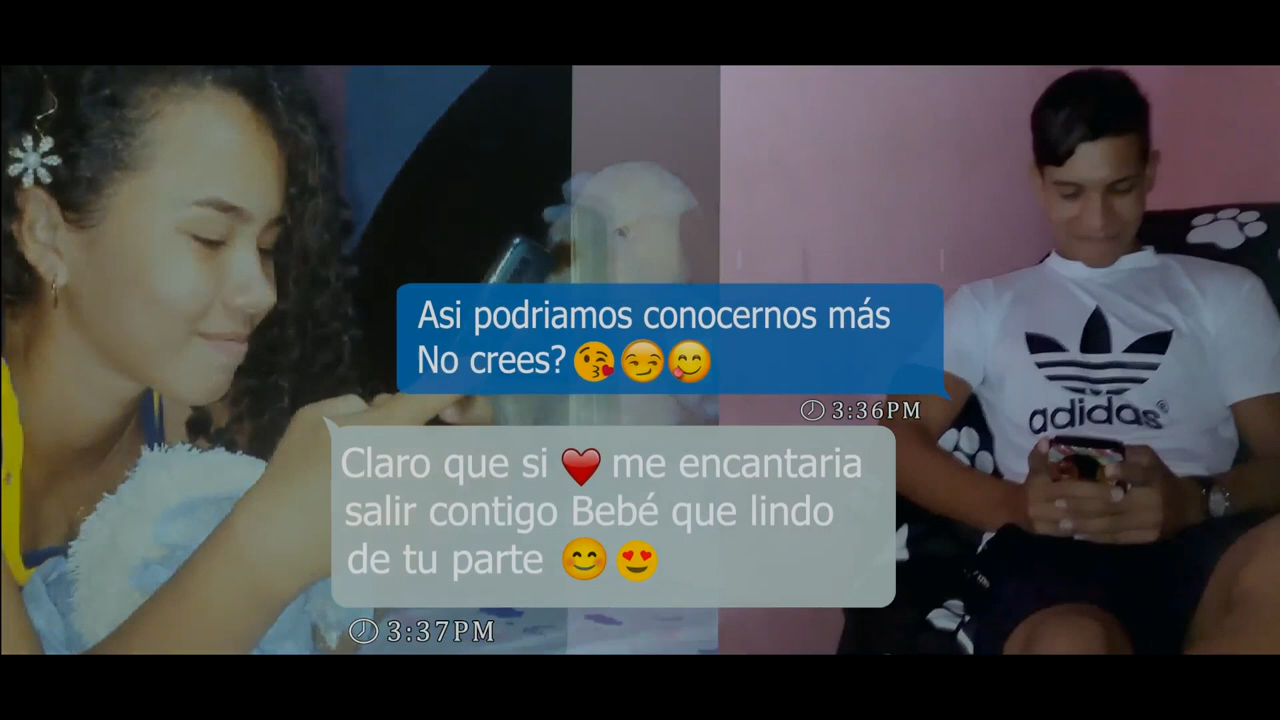 Asi podriamos conocernos más
No crees? 😘😏😋
3:36PM
adidas®
Claro que si ❤️ me encantaria
salir contigo Bebé que lindo
de tu parte 😊😍
3:37PM